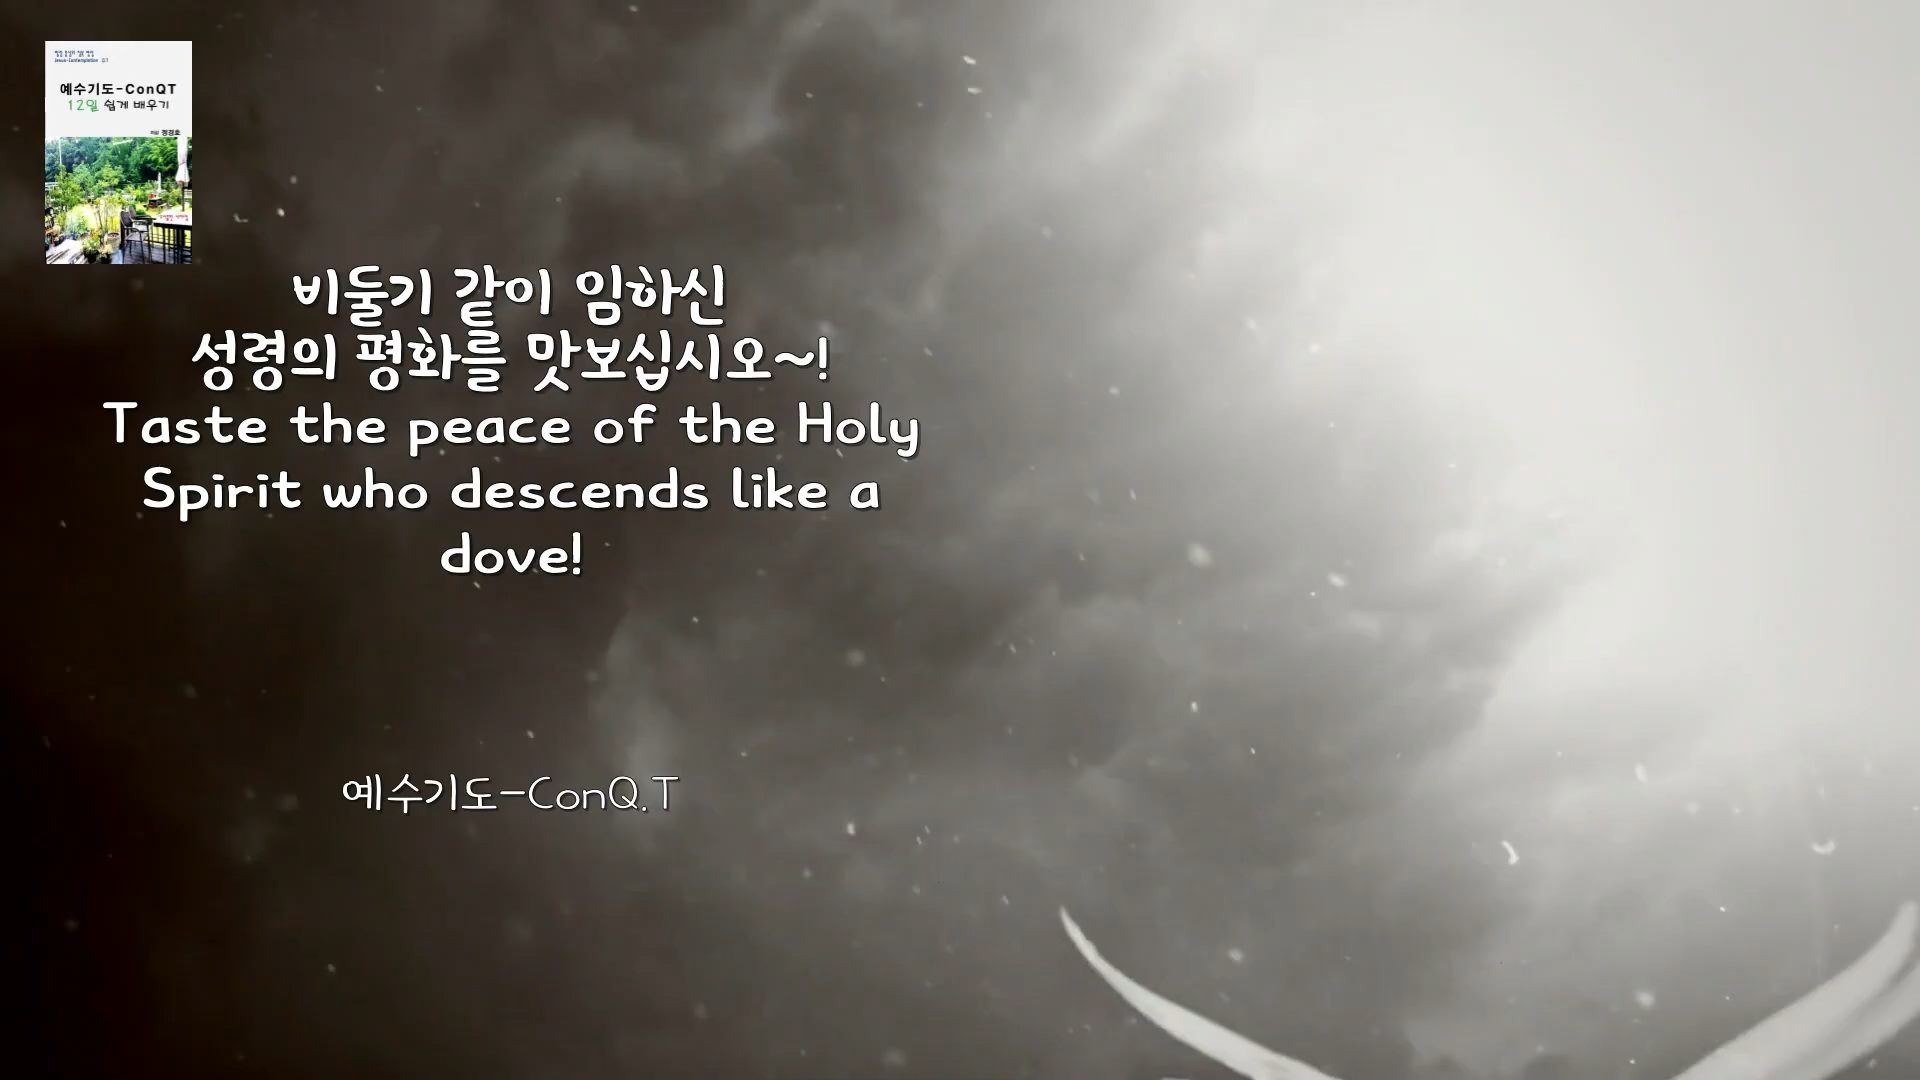 Jesus-Contemplation Q.T
예수기도-ConQT
12일 쉽게 배우기
비둘기 같이 임하신
성령의 평화를 맛보십시오~!
Taste the peace of the Holy
Spirit who descends like a
dove!
예수기도-ConQ.T